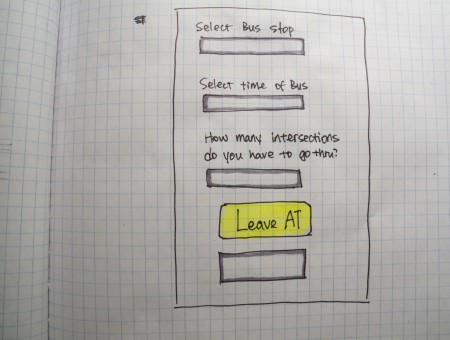 Select Bus stop
Select time of Bus
How many intersections
do you have to go thru?
Leave AT